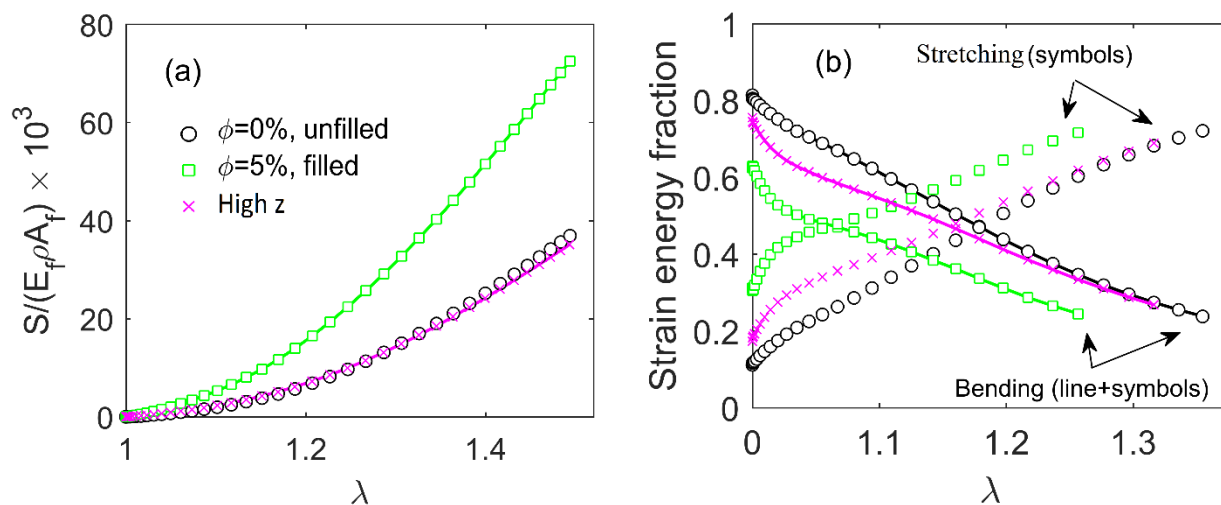 S/(E_fρA_f) × 10³
80
60
40
20
0
(a)
ϕ=0%, unfilled
ϕ=5%, filled
High z
1
1.2
1.4
λ
Strain energy fraction
1
0.8
0.6
0.4
0.2
0
(b)
Stretching (symbols)
Bending (line+symbols)
0
1.1
1.2
1.3
λ